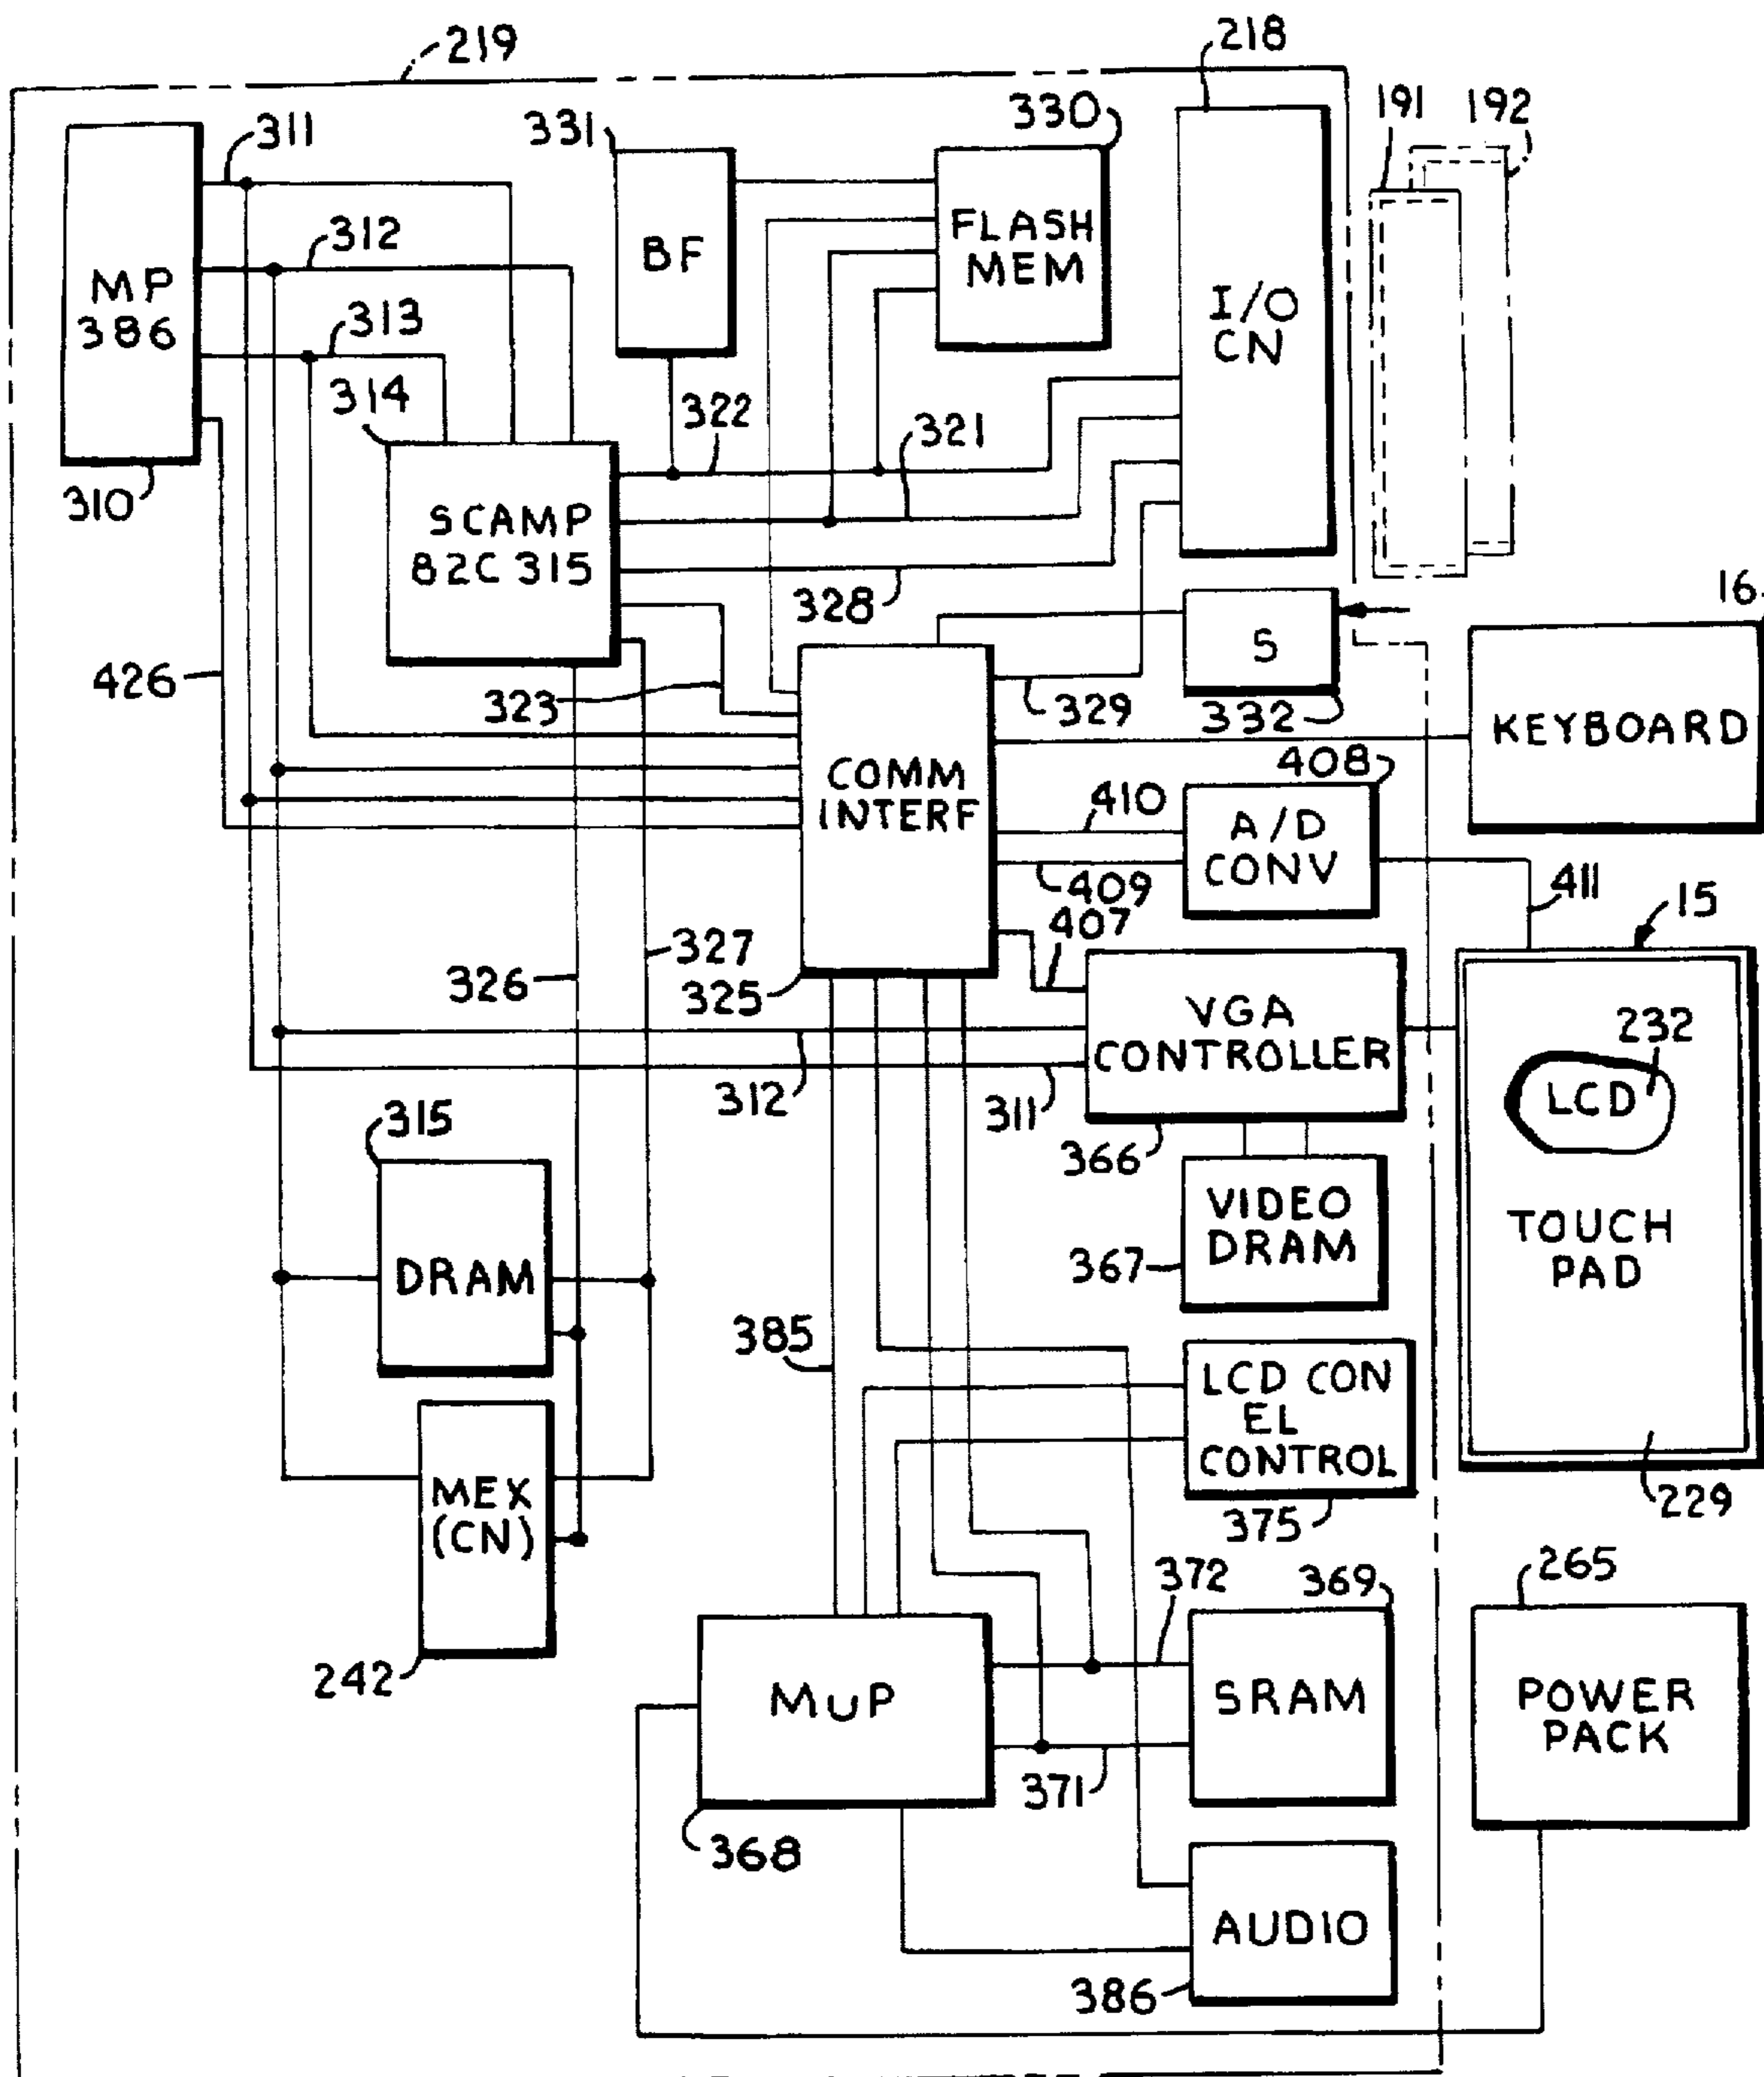 219
218
191
192
311
331
330
312
BF
FLASH
MEM
MP
386
I/O
CN
313
314
322
321
310
SCAMP
82C 315
328
16
S
426
323
329
332
KEYBOARD
COMM
INTERF
408
410
A/D
CONV
409
411
407
15
327
326
325
VGA
CONTROLLER
232
LCD
312
311
315
366
VIDEO
DRAM
367
TOUCH
PAD
DRAM
385
LCD CON
EL
CONTROL
MEX
(CN)
375
229
372
369
265
242
MUP
SRAM
POWER
PACK
371
368
AUDIO
386